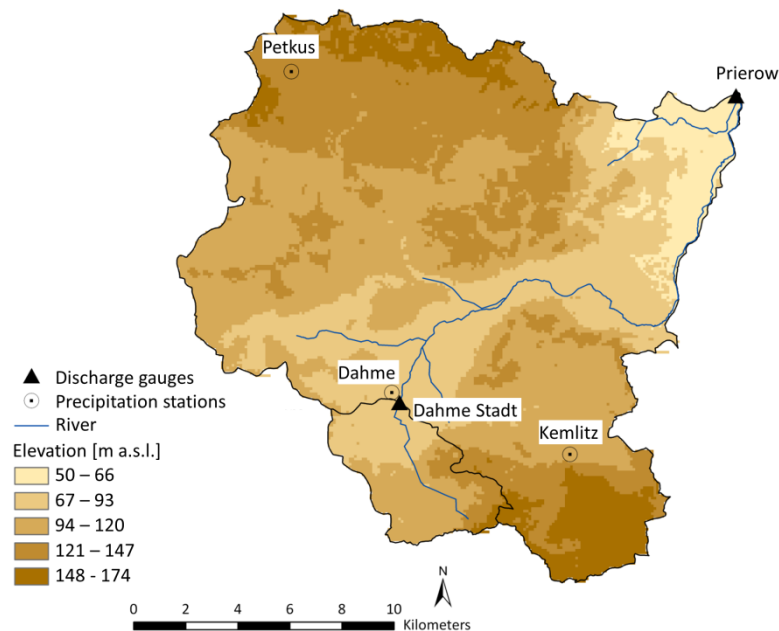 Petkus
Prierow
Dahme
Dahme Stadt
Kemlitz
Discharge gauges
Precipitation stations
River
Elevation [m a.s.l.]
50 – 66
67 – 93
94 – 120
121 – 147
148 - 174
N
0 2 4 6 8 10
Kilometers